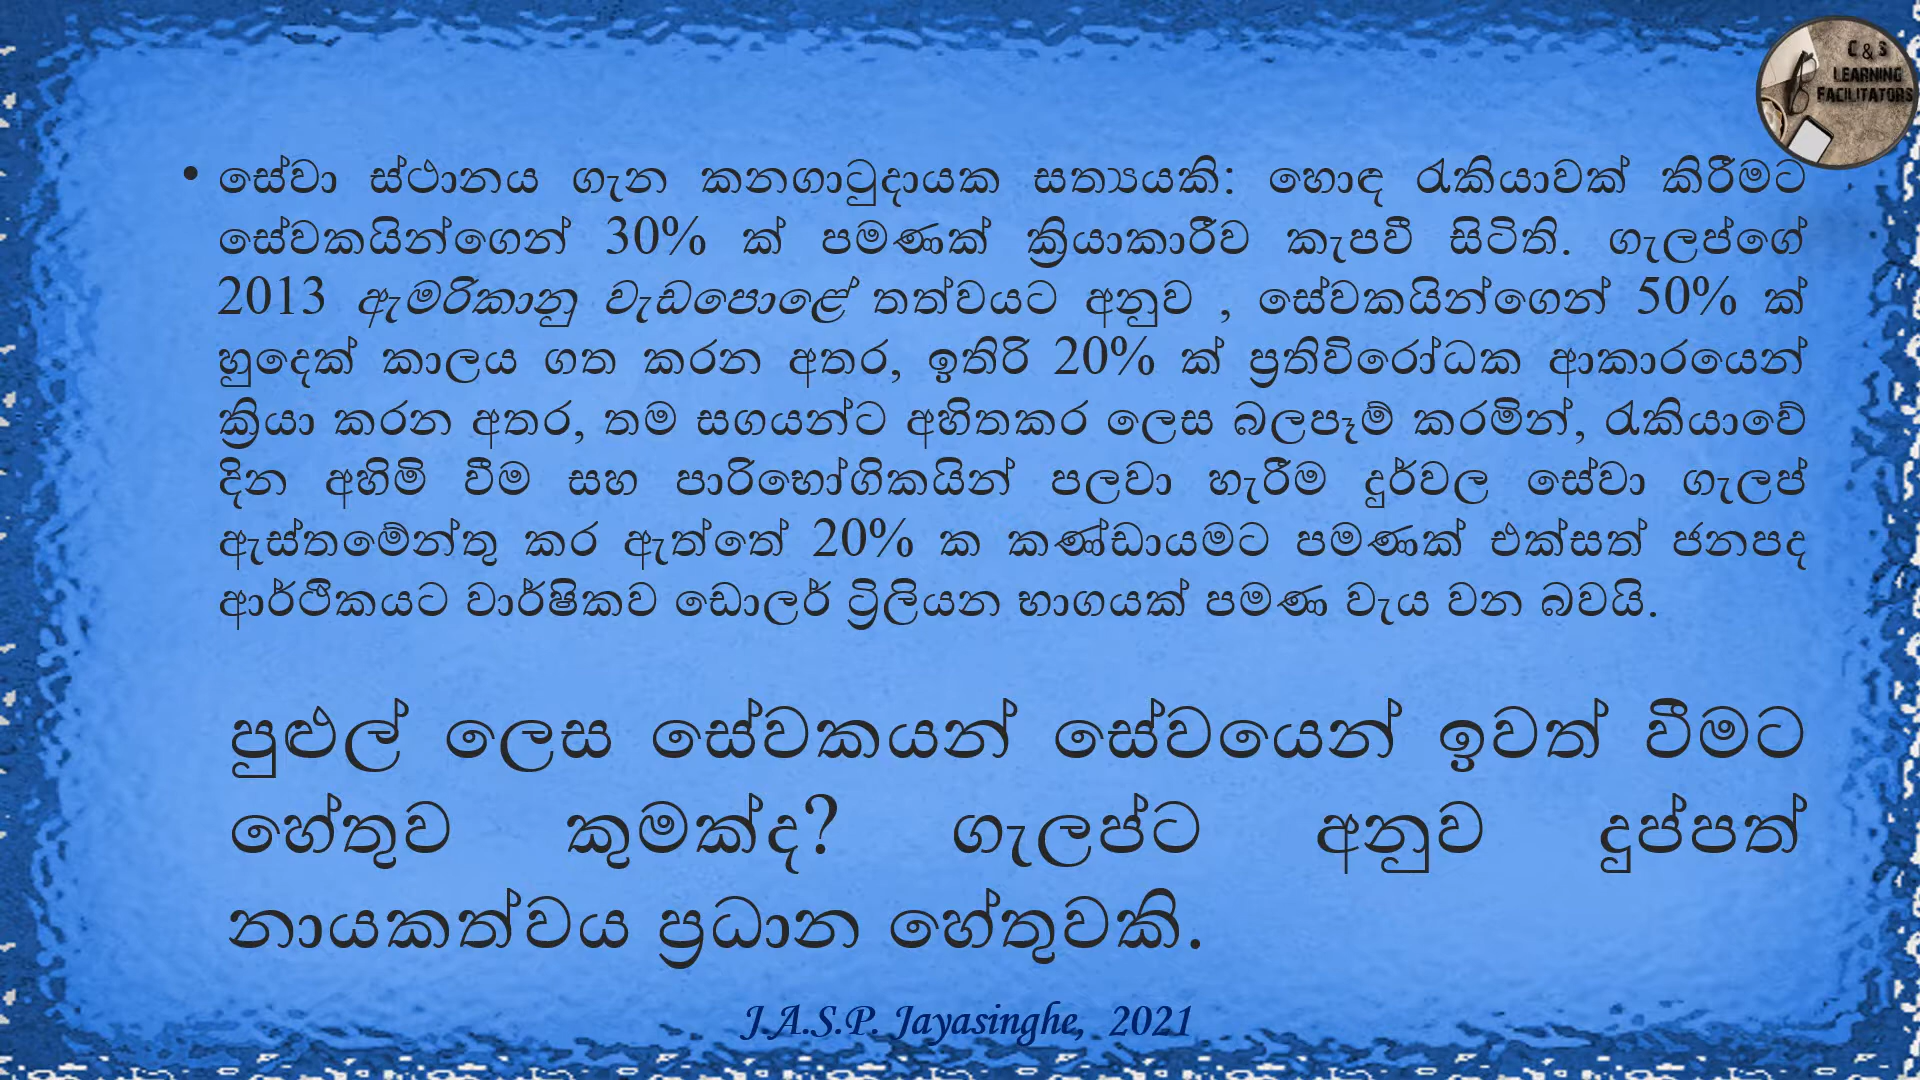 C & S
LEARNING
FACILITATORS
• සේවා ස්ථානය ගැන කනගාටුදායක සත්‍යයකි: හොඳ රැකියාවක් කිරීමට
සේවකයින්ගෙන් 30% ක් පමණක් ක්‍රියාකාරීව කැපවී සිටිති. ගැලප්ගේ
2013 ඇමරිකානු වැඩපොළේ තත්වයට අනුව , සේවකයින්ගෙන් 50% ක්
හුදෙක් කාලය ගත කරන අතර, ඉතිරි 20% ක් ප්‍රතිවිරෝධක ආකාරයෙන්
ක්‍රියා කරන අතර, තම සගයන්ට අහිතකර ලෙස බලපෑම් කරමින්, රැකියාවේ
දින අහිමි වීම සහ පාරිභෝගිකයින් පලවා හැරීම දුර්වල සේවා ගැලප්
ඇස්තමේන්තු කර ඇත්තේ 20% ක කණ්ඩායමට පමණක් එක්සත් ජනපද
ආර්ථිකයට වාර්ෂිකව ඩොලර් ට්‍රිලියන භාගයක් පමණ වැය වන බවයි.
පුළුල් ලෙස සේවකයන් සේවයෙන් ඉවත් වීමට
හේතුව කුමක්ද? ගැලප්ට අනුව දුප්පත්
නායකත්වය ප්‍රධාන හේතුවකි.
J.A.S.P. Jayasinghe, 2021